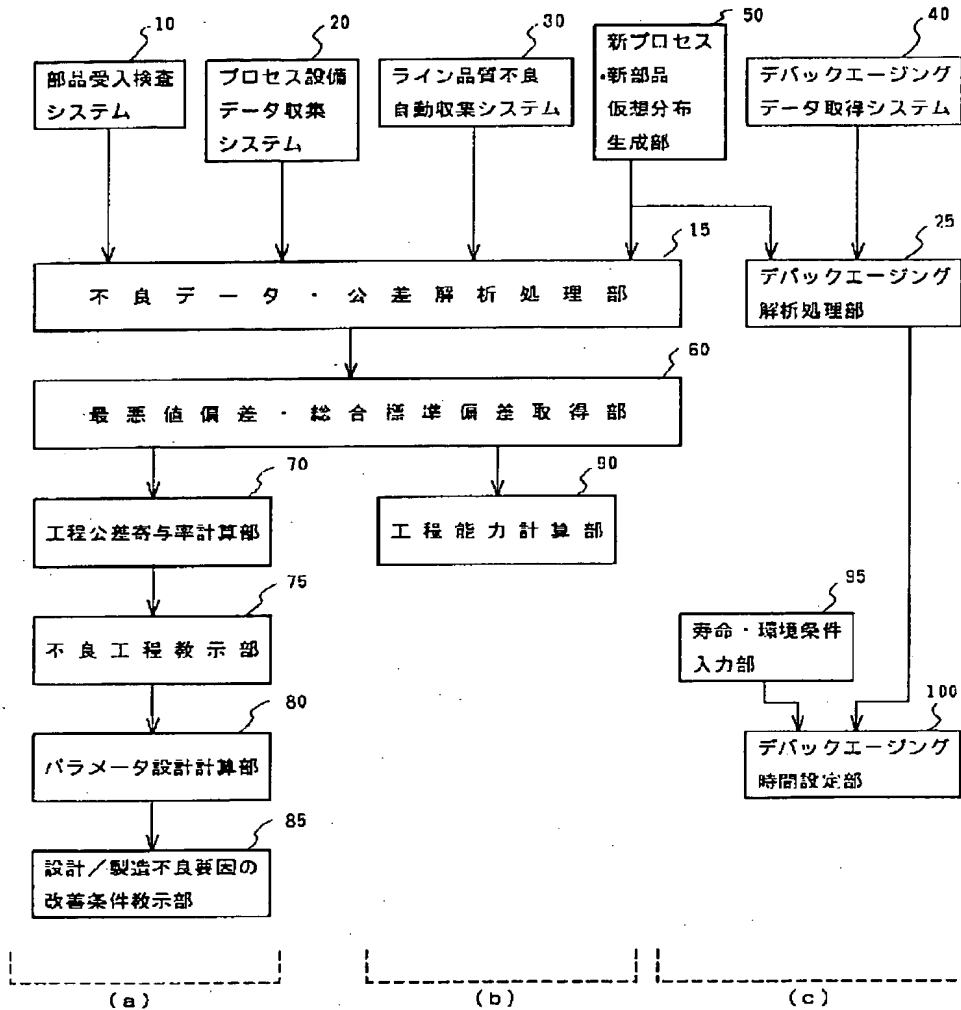 10
部品受入検査
システム
20
プロセス設備
データ収集
システム
30
ライン品質不良
自動収集システム
50
新プロセス
・新部品
仮想分布
生成部
40
デバックエージング
データ取得システム
15
不良データ・公差解析処理部
25
デバックエージング
解析処理部
60
最悪値偏差・総合標準偏差取得部
70
工程公差寄与率計算部
90
工程能力計算部
75
不良工程教示部
95
寿命・環境条件
入力部
80
パラメータ設計計算部
100
デバックエージング
時間設定部
85
設計／製造不良要因の
改善条件教示部
(a)
(b)
(c)